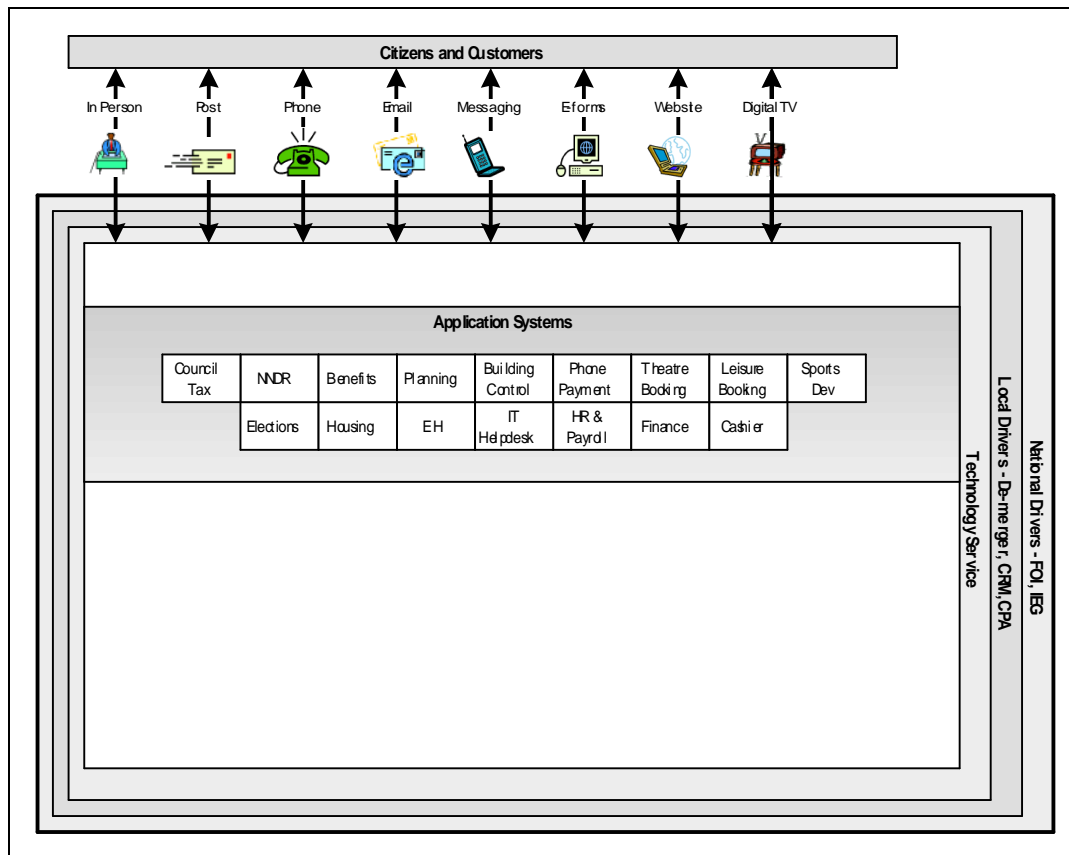 Citizens and Customers
In Person
Post
Phone
Email
Messaging
E-forms
Website
Digital TV
Application Systems
Council
Tax
NNDR
Benefits
Planning
Building
Control
Phone
Payment
Theatre
Booking
Leisure
Booking
Sports
Dev
Elections
Housing
EH
IT
Helpdesk
HR &
Payroll
Finance
Cashier
Technology Service
Local Drivers - De-merger, CRM, CPA
National Drivers - FOI, IEG